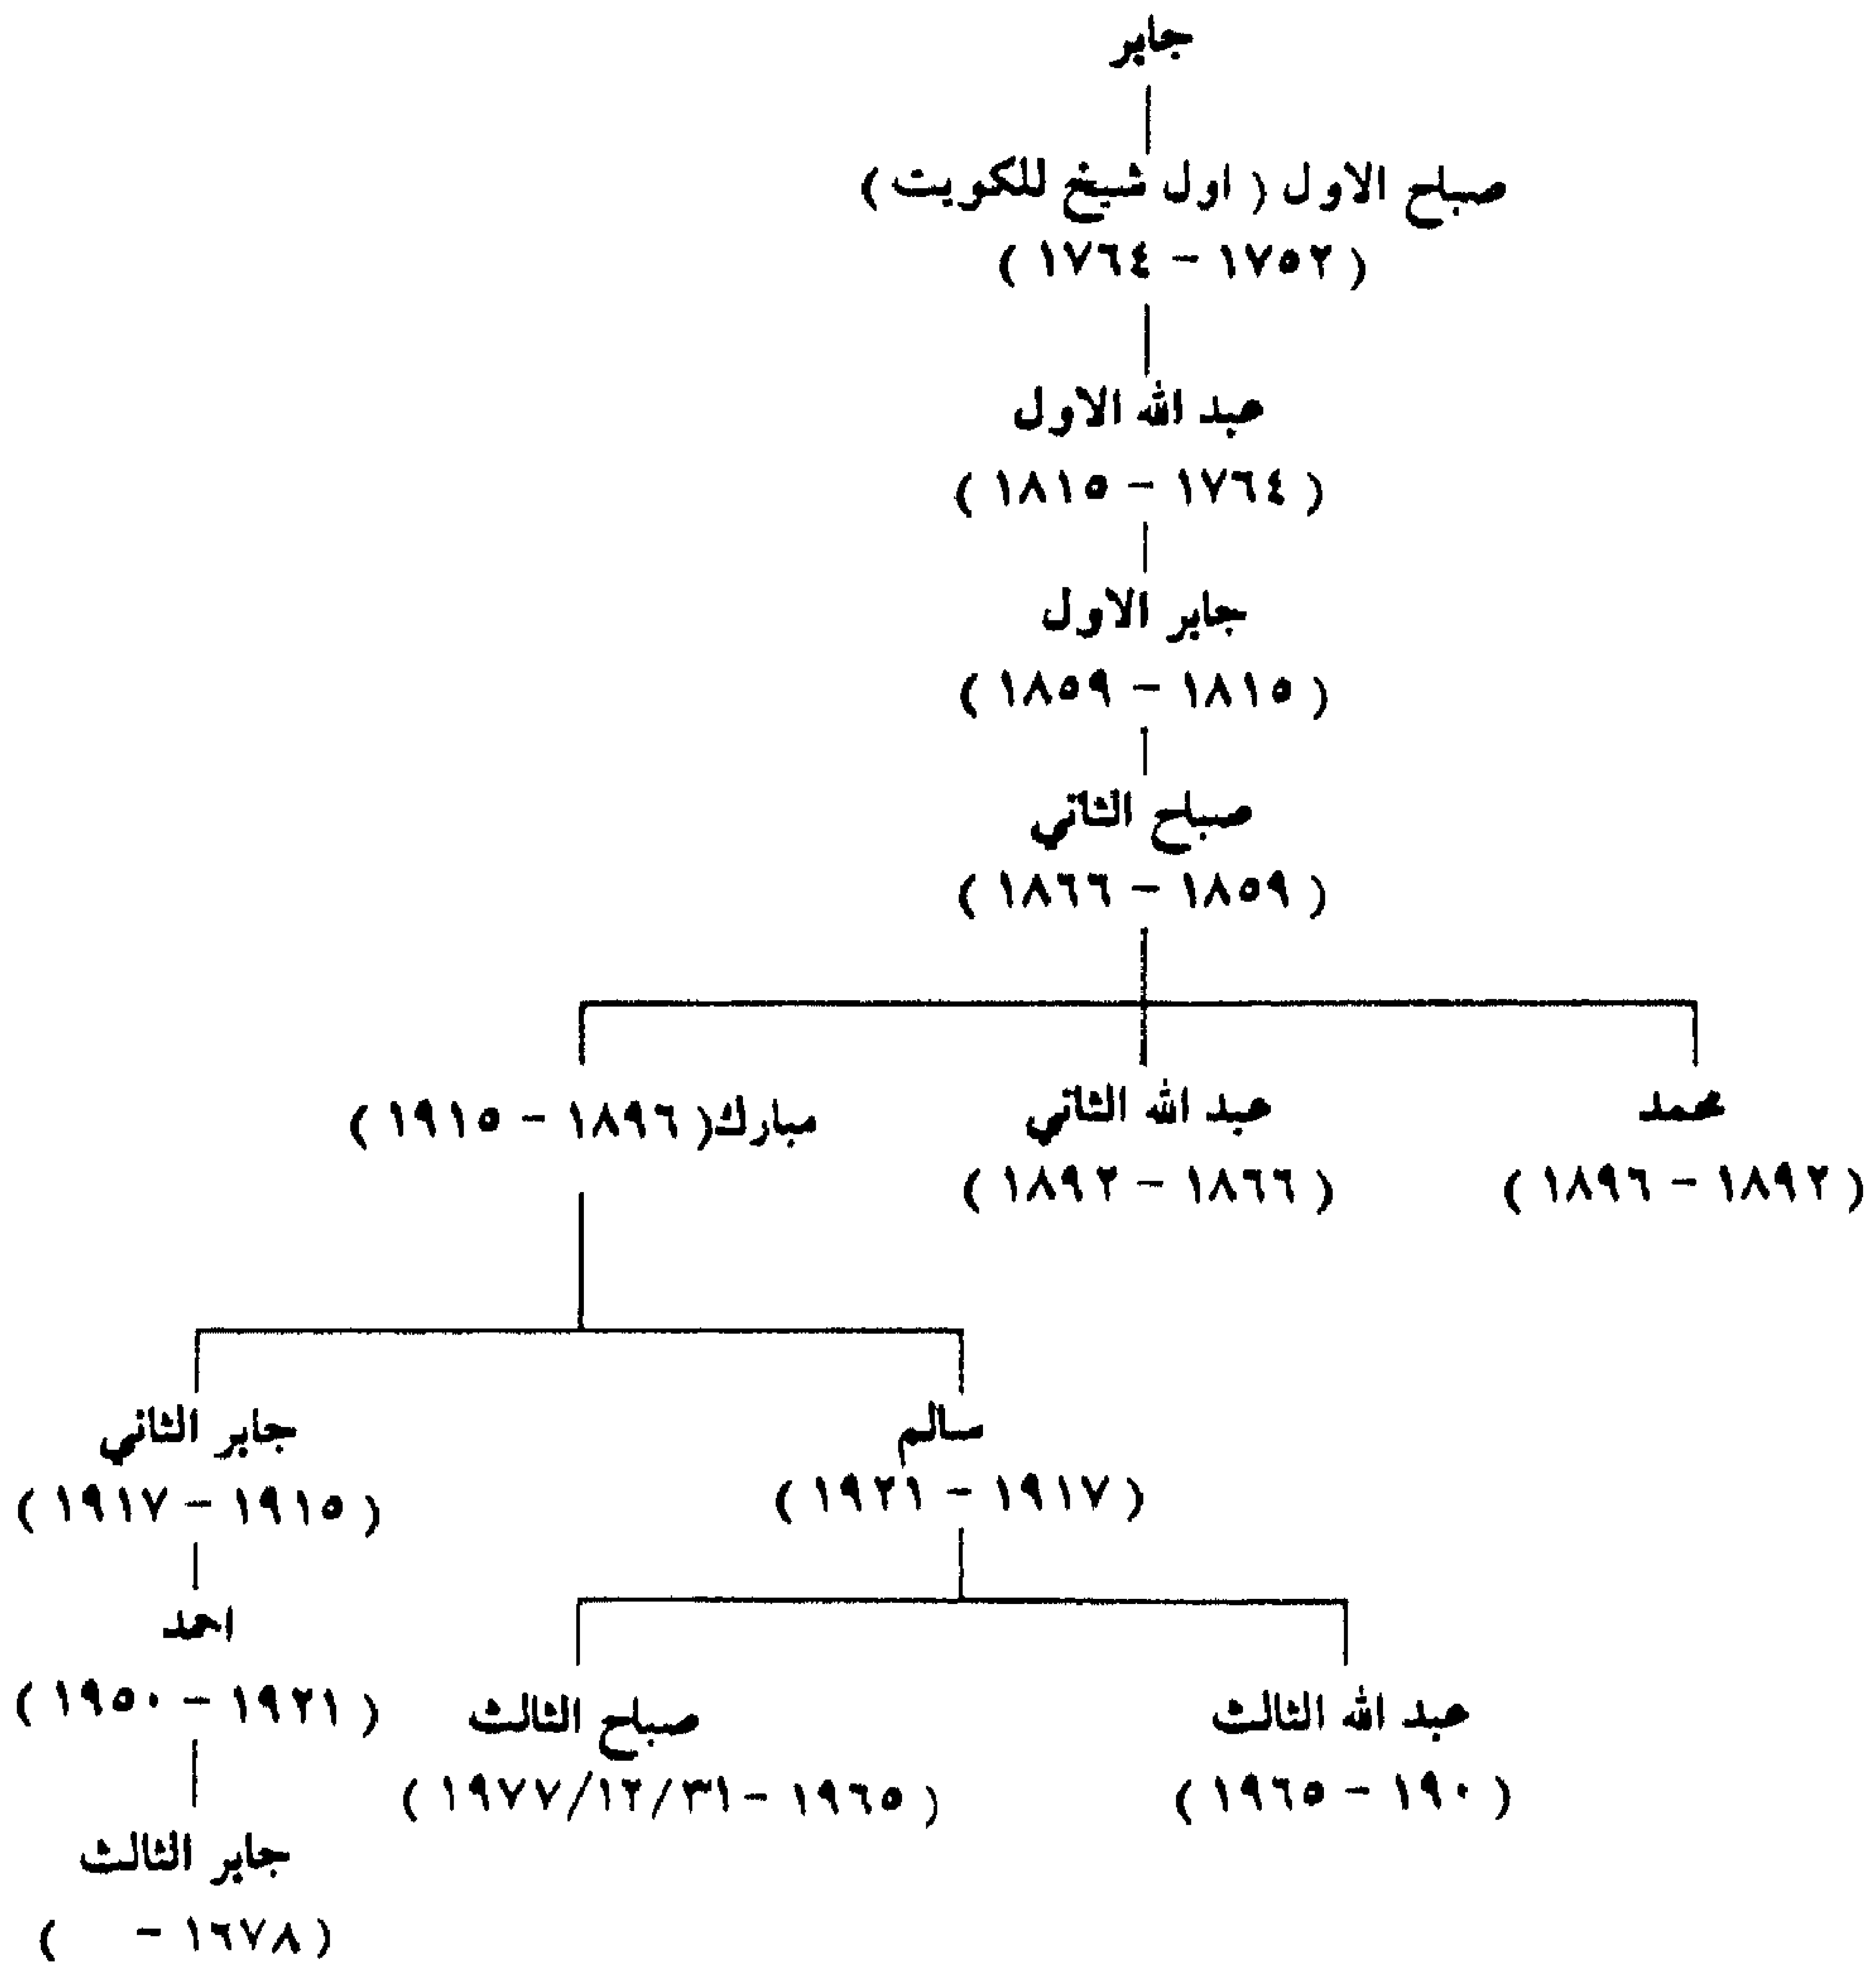 جابر
صباح الاول ( اول شيخ للكويت )
( ١٧٥٢ - ١٧٦٤ )
عبد الله الاول
( ١٧٦٤ - ١٨١٥ )
جابر الاول
( ١٨١٥ - ١٨٥٩ )
صباح الثاني
( ١٨٥٩ - ١٨٦٦ )
محمد
( ١٨٩٢ - ١٨٩٦ )
عبد الله الثاني
( ١٨٦٦ - ١٨٩٢ )
مبارك ( ١٨٩٦ - ١٩١٥ )
سالم
( ١٩١٧ - ١٩٢١ )
جابر الثاني
( ١٩١٥ - ١٩١٧ )
احمد
( ١٩٢١ - ١٩٥٠ )
عبد الله الثالث
( ١٩٠ - ١٩٦٥ )
صباح الثالث
( ١٩٦٥ - ١٩٧٧/١٢/٣١ )
جابر الثالث
( ١٦٧٨ - )